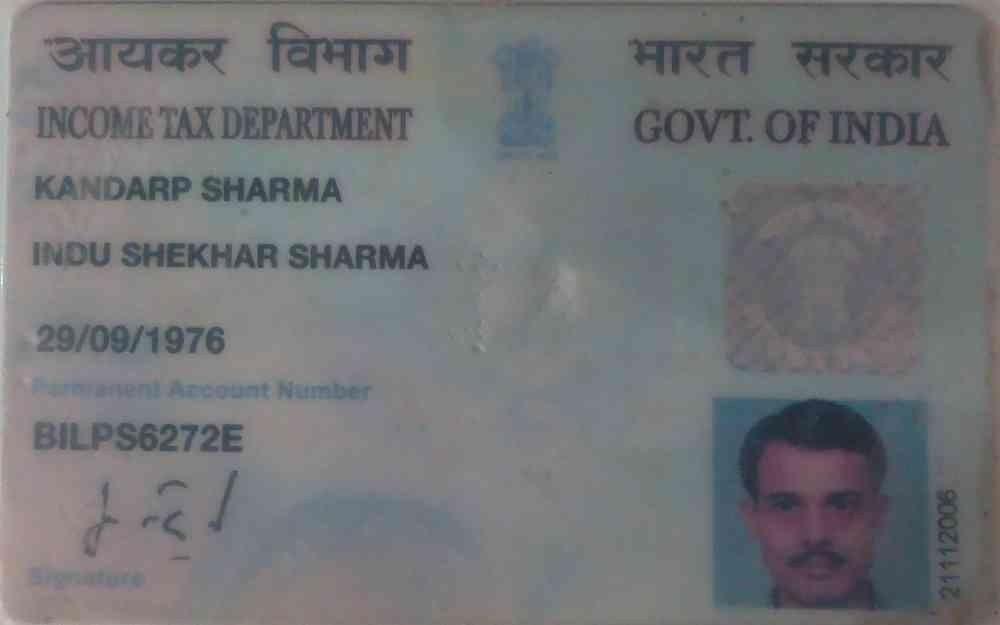 आयकर विभाग
भारत सरकार
INCOME TAX DEPARTMENT
GOVT. OF INDIA
KANDARP SHARMA
INDU SHEKHAR SHARMA
29/09/1976
Permanent Account Number
BILPS6272E
Signature
21112006